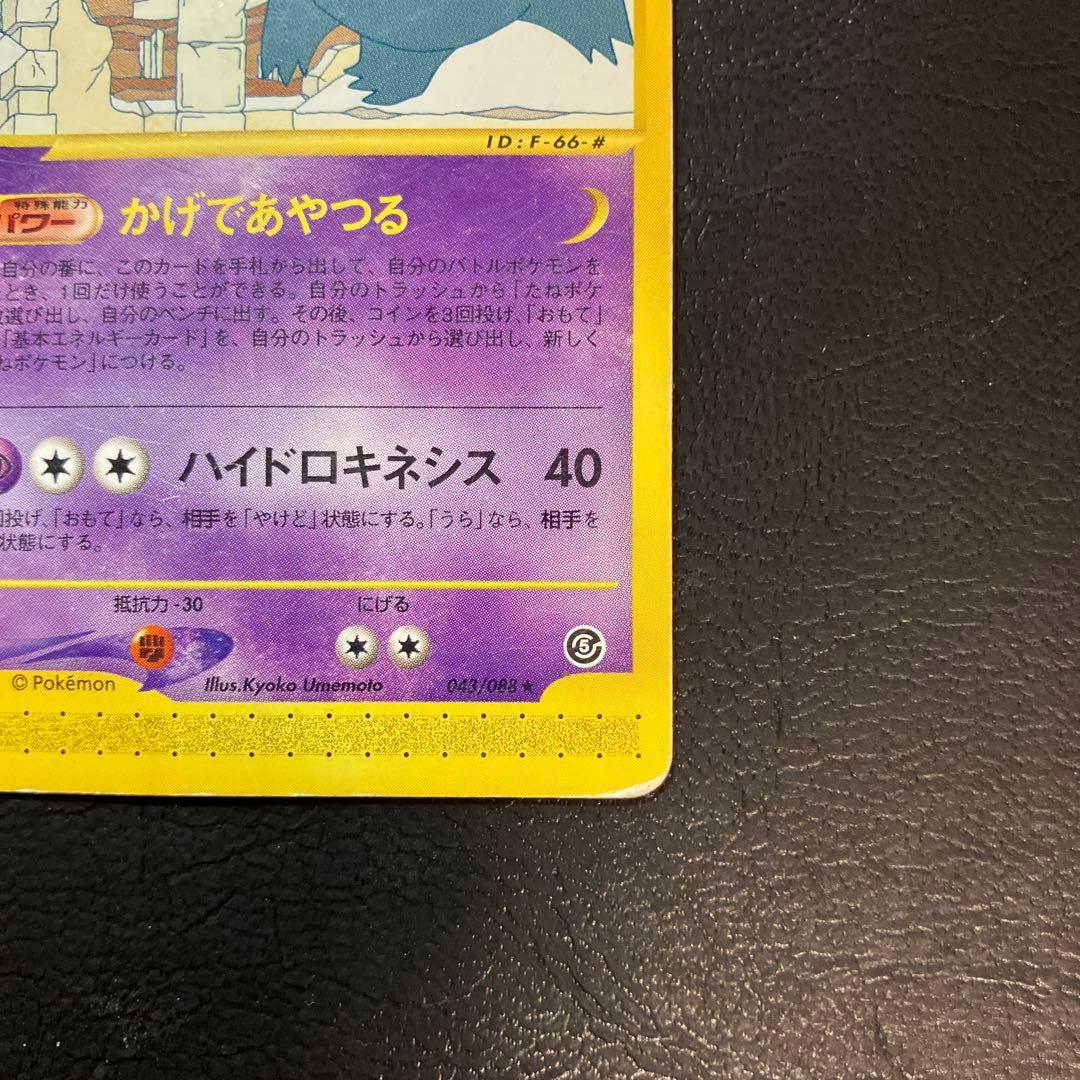 ID : F-66-#
特殊能力
パワー
かげであやつる
自分の番に、このカードを手札から出して、自分のバトルポケモンを
とき、1回だけ使うことができる。自分のトラッシュから「たねポケ
選び出し、自分のベンチに出す。その後、コインを3回投げ、「おもて」
「基本エネルギーカード」を、自分のトラッシュから選び出し、新しく
ねポケモン」につける。
ハイドロキネシス 40
投げ、「おもて」なら、相手を「やけど」状態にする。「うら」なら、相手を
状態にする。
抵抗力 -30 にげる
5
© Pokémon Illus.Kyoko Umemoto 043/088★